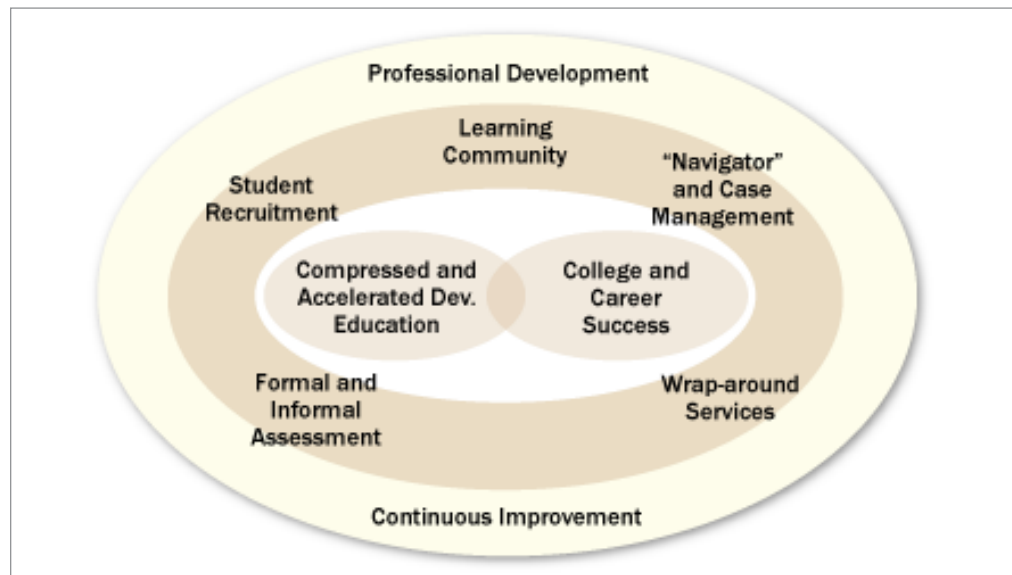 Professional Development
Learning
Community
"Navigator"
and Case
Management
Student
Recruitment
Compressed and
Accelerated Dev.
Education
College and
Career
Success
Formal and
Informal
Assessment
Wrap-around
Services
Continuous Improvement